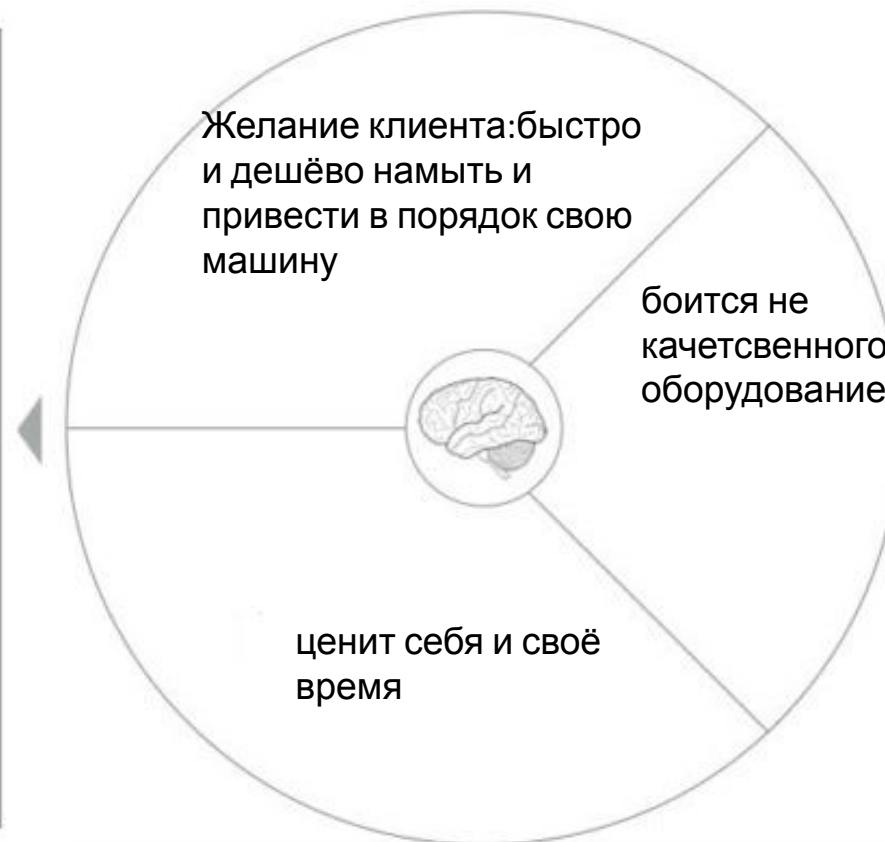 Желание клиента:быстро
и дешёво намыть и
привести в порядок свою
машину
боится не
качетсвенного
оборудование
ценит себя и своё
время